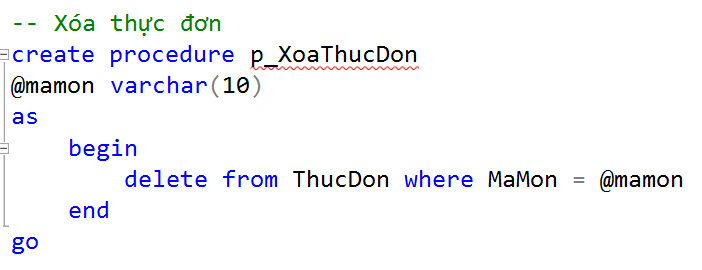 -- Xóa thực đơn
create procedure p_XoaThucDon
@mamon varchar(10)
as
begin
delete from ThucDon where MaMon = @mamon
end
go